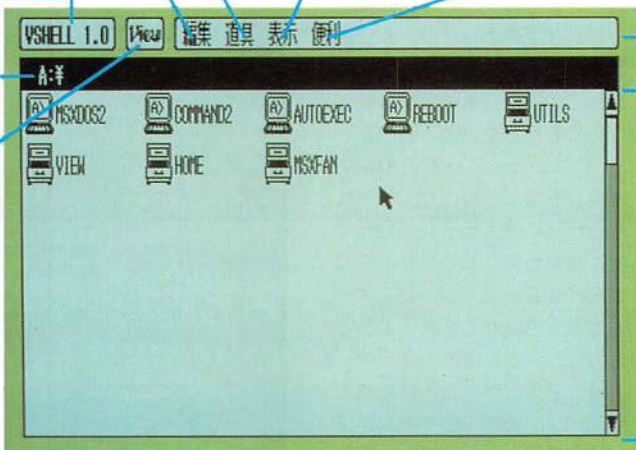 VSHELL 1.0 View 編集 道具 表示 便利
A:¥
A> MSXDOS2 A> COMMAND2 A> AUTOEXEC A> REBOOT UTILS
VIEW HOME MSXFAN